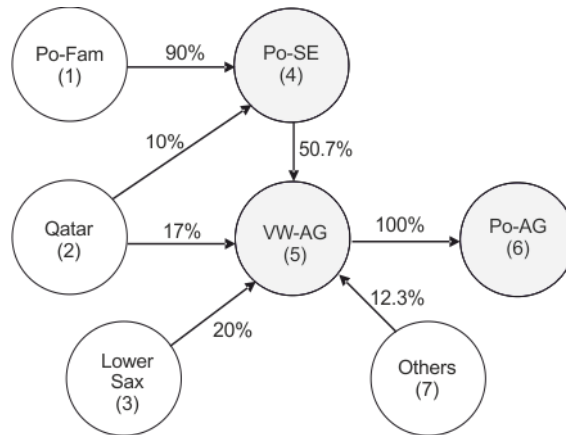 Po-Fam
(1)
90%
Po-SE
(4)
10%
50.7%
Qatar
(2)
17%
VW-AG
(5)
100%
Po-AG
(6)
20%
12.3%
Lower
Sax
(3)
Others
(7)